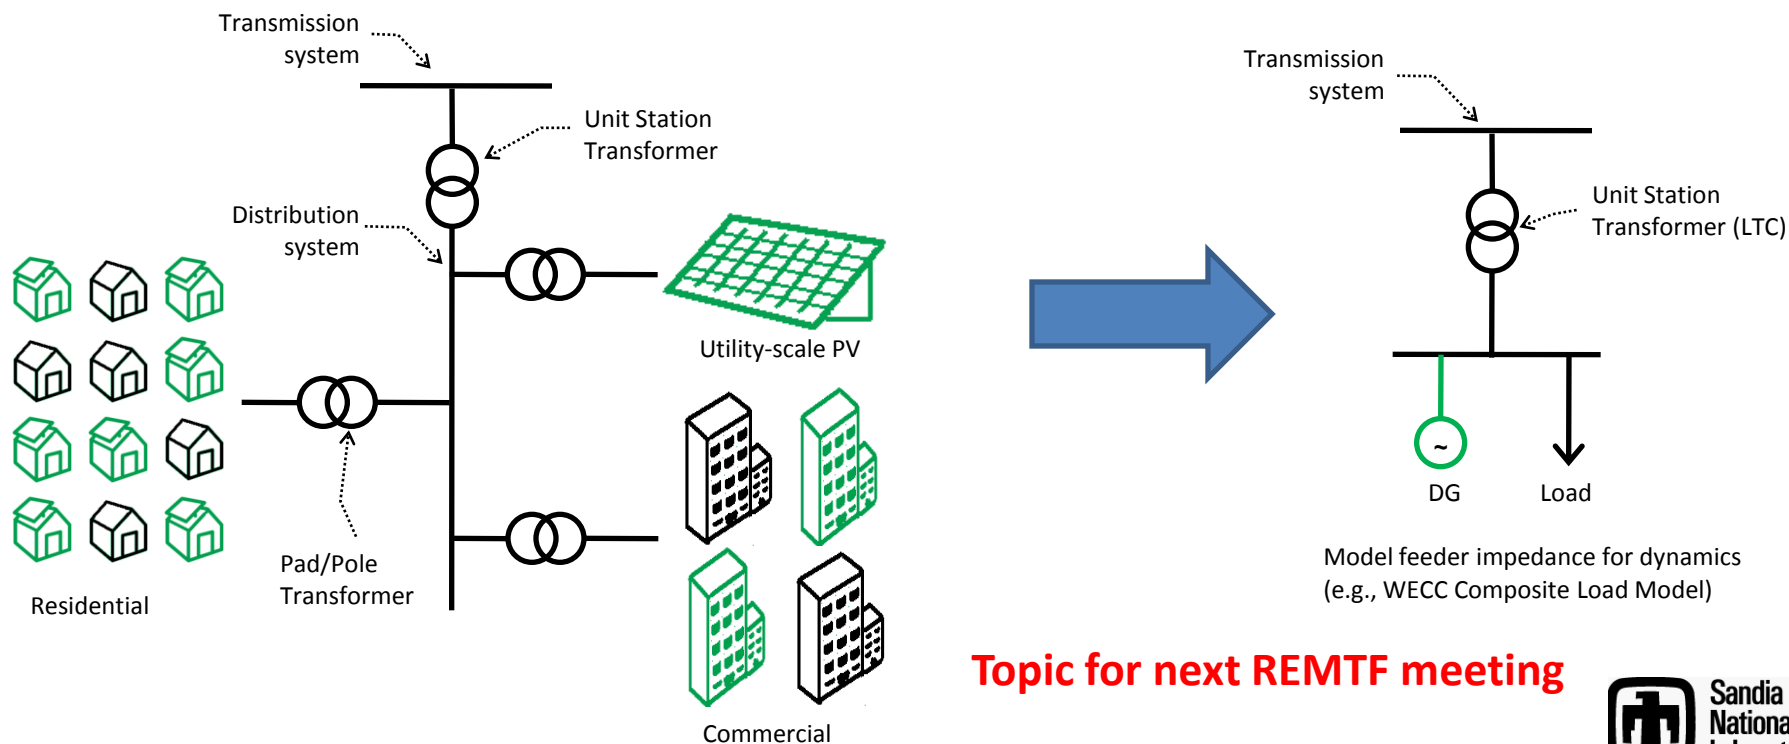 Transmission
system
Unit Station
Transformer
Distribution
system
Utility-scale PV
Pad/Pole
Transformer
Residential
Commercial
Transmission
system
Unit Station
Transformer (LTC)
~
DG
Load
Model feeder impedance for dynamics
(e.g., WECC Composite Load Model)
Topic for next REMTF meeting
Sandia
Nationa